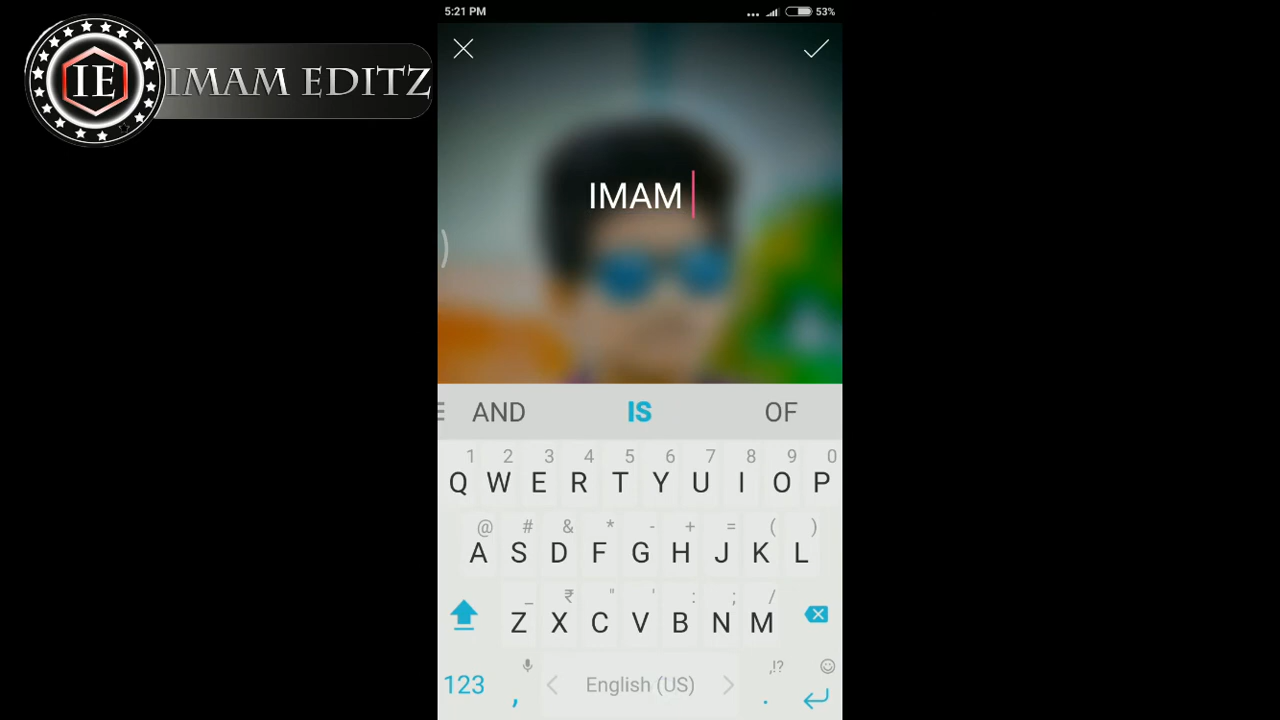 5:21 PM ... 53%
IE IMAM EDITZ
IMAM
AND IS OF
1 2 3 4 5 6 7 8 9 0
Q W E R T Y U I O P
@ # & * - + = ( )
A S D F G H J K L
_ ₹ " ' : ; /
Z X C V B N M
,!?
123 , English (US) .